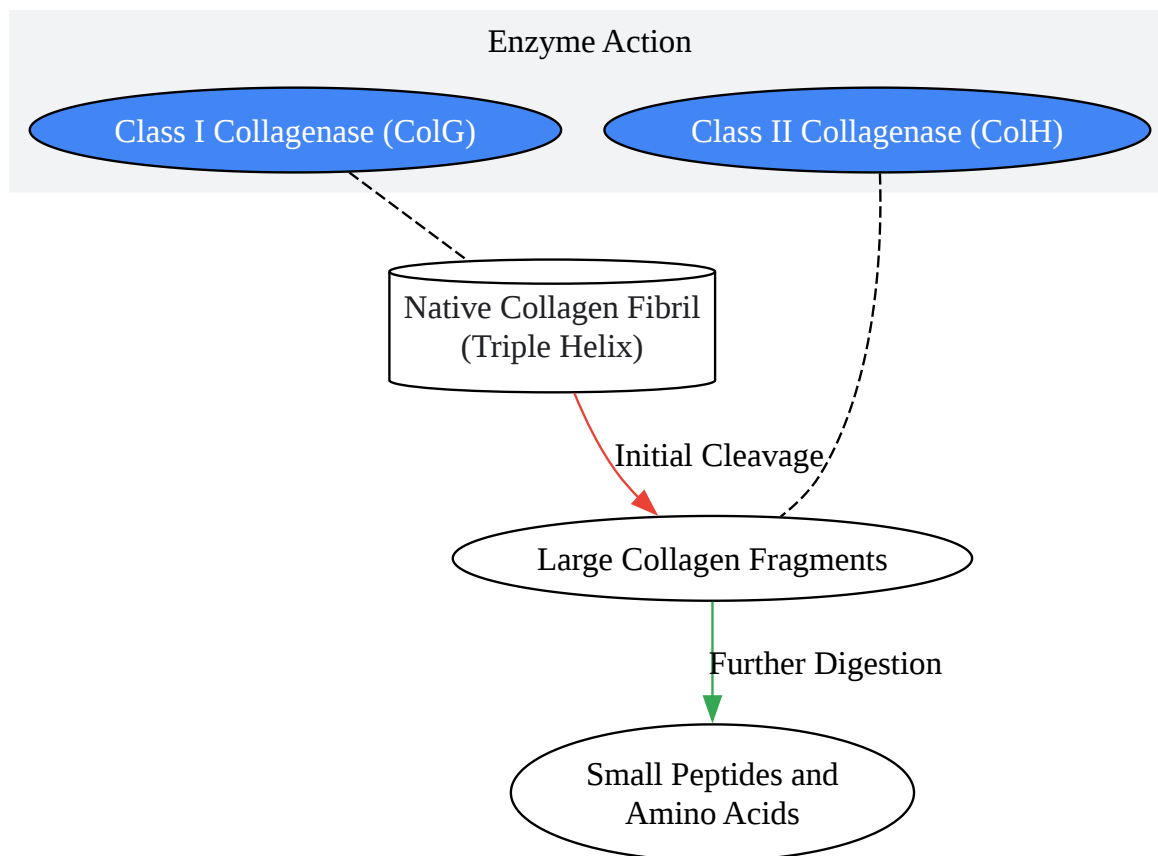 Enzyme Action
Class I Collagenase (ColG)
Class II Collagenase (ColH)
Native Collagen Fibril
(Triple Helix)
Initial Cleavage
Large Collagen Fragments
Further Digestion
Small Peptides and
Amino Acids